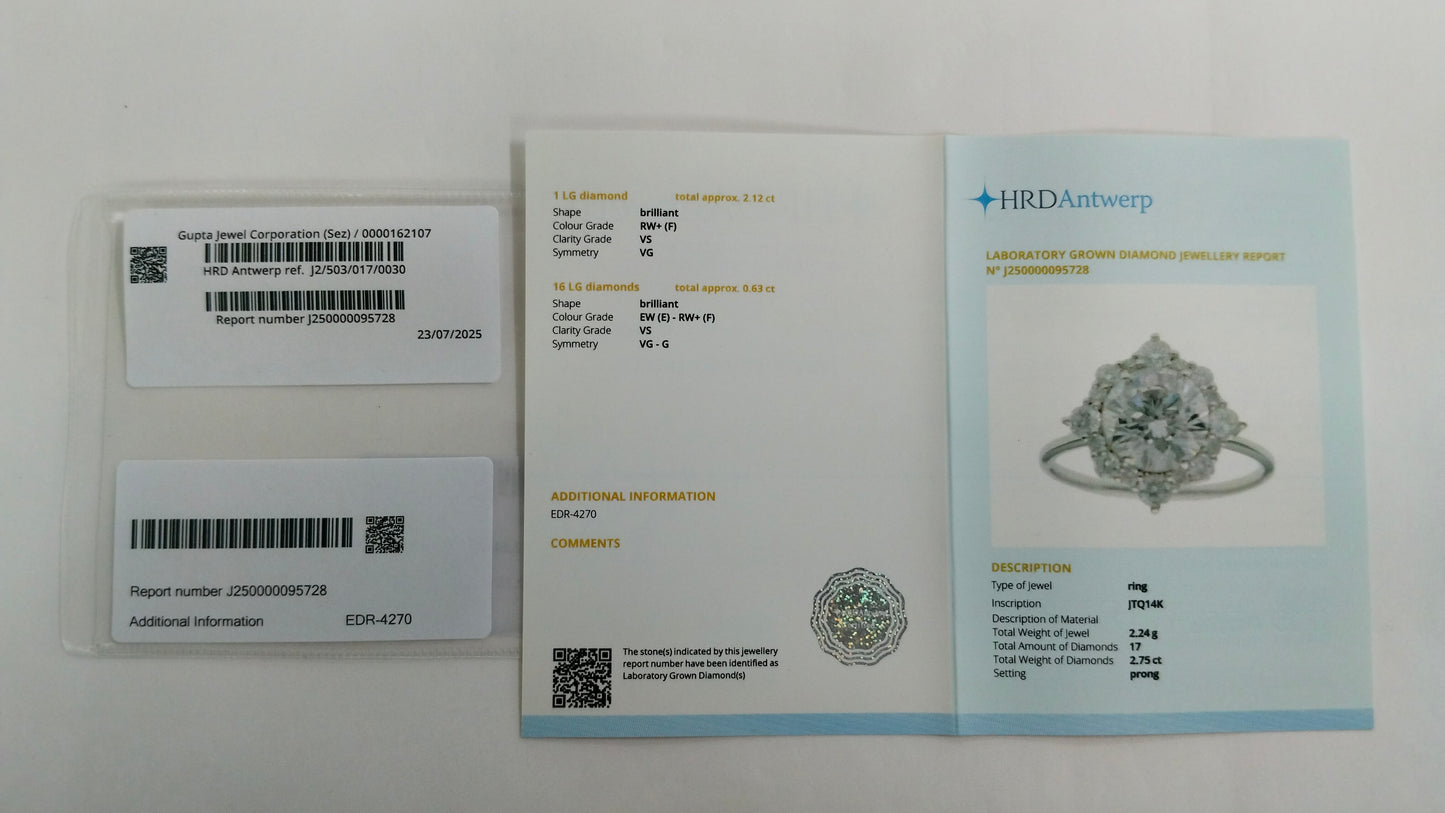 Gupta Jewel Corporation (Sez) / 0000162107
HRD Antwerp ref. J2/503/017/0030
Report number J250000095728
23/07/2025
Report number J250000095728
Additional Information EDR-4270
1 LG diamond total approx. 2.12 ct
Shape brilliant
Colour Grade RW+ (F)
Clarity Grade VS
Symmetry VG
16 LG diamonds total approx. 0.63 ct
Shape brilliant
Colour Grade EW (E) - RW+ (F)
Clarity Grade VS
Symmetry VG - G
ADDITIONAL INFORMATION
EDR-4270
COMMENTS
The stone(s) indicated by this jewellery
report number have been identified as
Laboratory Grown Diamond(s)
HRDAntwerp
LABORATORY GROWN DIAMOND JEWELLERY REPORT
N° J250000095728
DESCRIPTION
Type of Jewel ring
Inscription JTQ14K
Description of Material
Total Weight of Jewel 2.24 g
Total Amount of Diamonds 17
Total Weight of Diamonds 2.75 ct
Setting prong